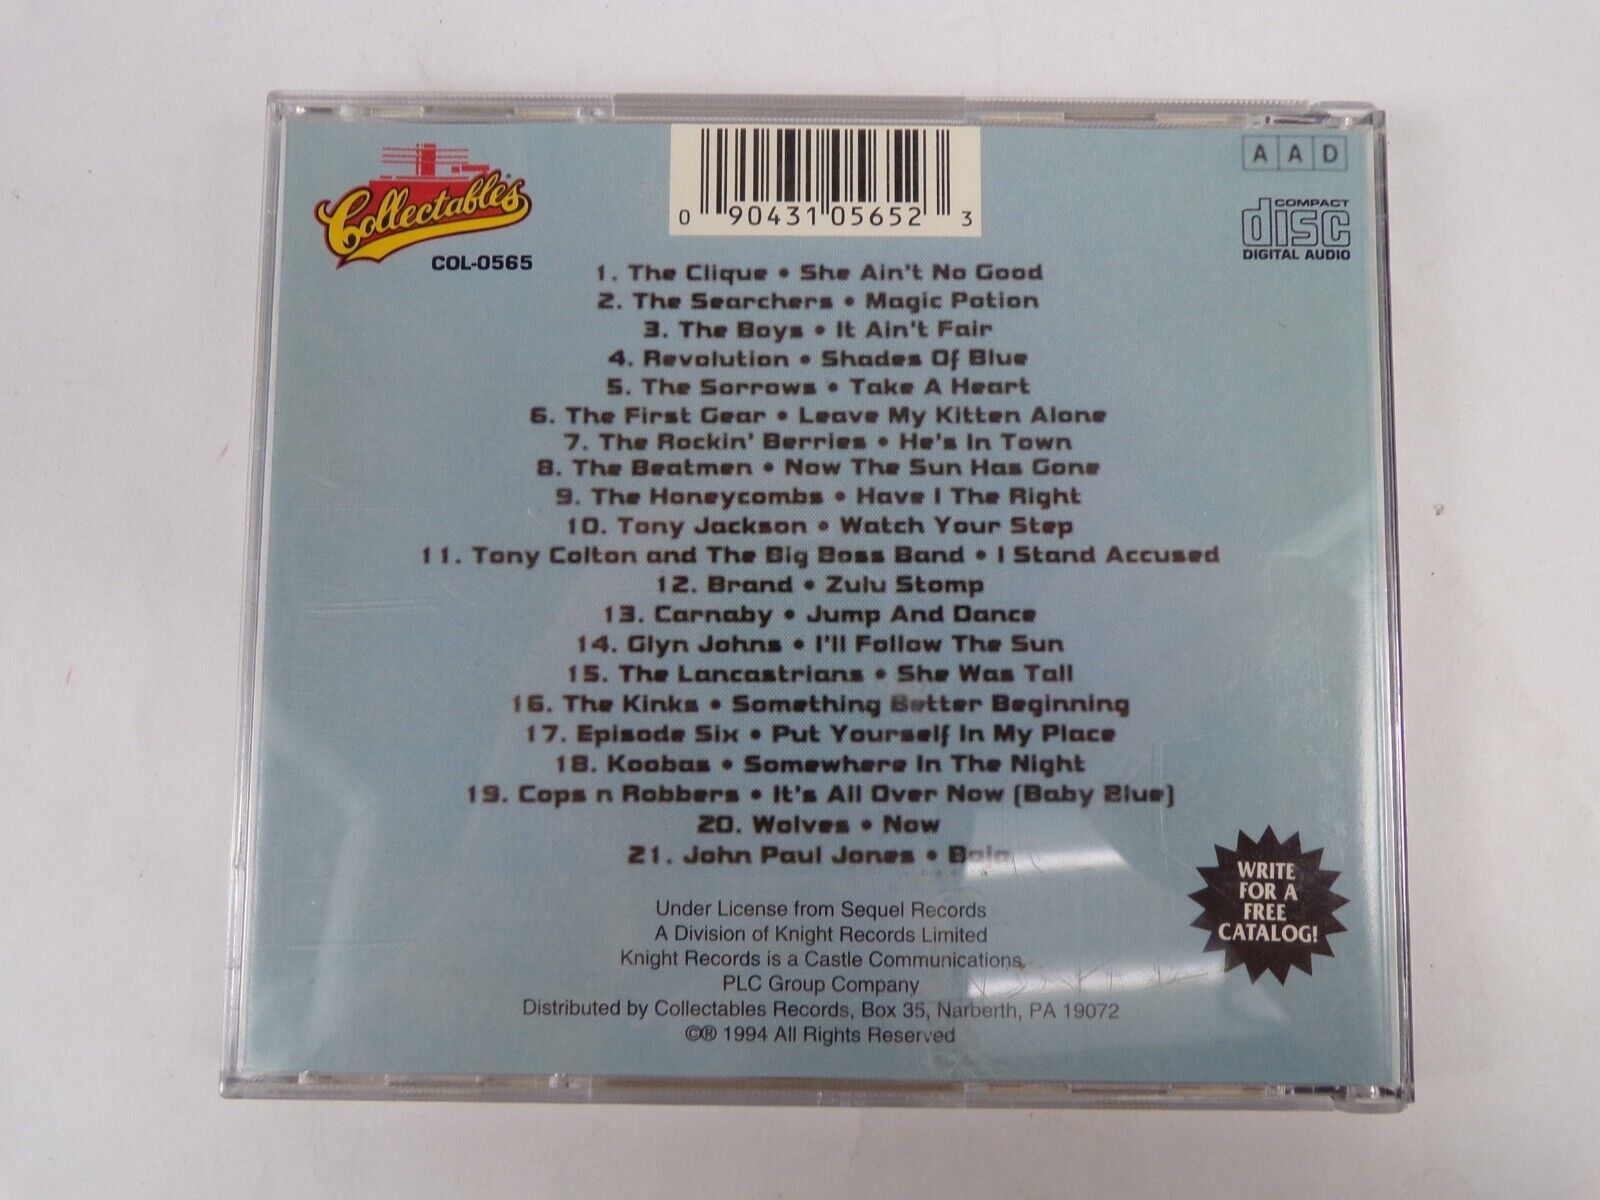 Collectables
COL-0565
0 90431 05652 3
A A D
COMPACT
disc
DIGITAL AUDIO
1. The Clique • She Ain't No Good
2. The Searchers • Magic Potion
3. The Boys • It Ain't Fair
4. Revolution • Shades Of Blue
5. The Sorrows • Take A Heart
6. The First Gear • Leave My Kitten Alone
7. The Rockin' Berries • He's In Town
8. The Beatmen • Now The Sun Has Gone
9. The Honeycombs • Have I The Right
10. Tony Jackson • Watch Your Step
11. Tony Colton and The Big Boss Band • I Stand Accused
12. Brand • Zulu Stomp
13. Carnaby • Jump And Dance
14. Glyn Johns • I'll Follow The Sun
15. The Lancastrians • She Was Tall
16. The Kinks • Something Better Beginning
17. Episode Six • Put Yourself In My Place
18. Koobas • Somewhere In The Night
19. Cops n Robbers • It's All Over Now (Baby Blue)
20. Wolves • Now
21. John Paul Jones • Baja
WRITE
FOR A
FREE
CATALOG!
Under License from Sequel Records
A Division of Knight Records Limited
Knight Records is a Castle Communications
PLC Group Company
Distributed by Collectables Records, Box 35, Narberth, PA 19072
©® 1994 All Rights Reserved